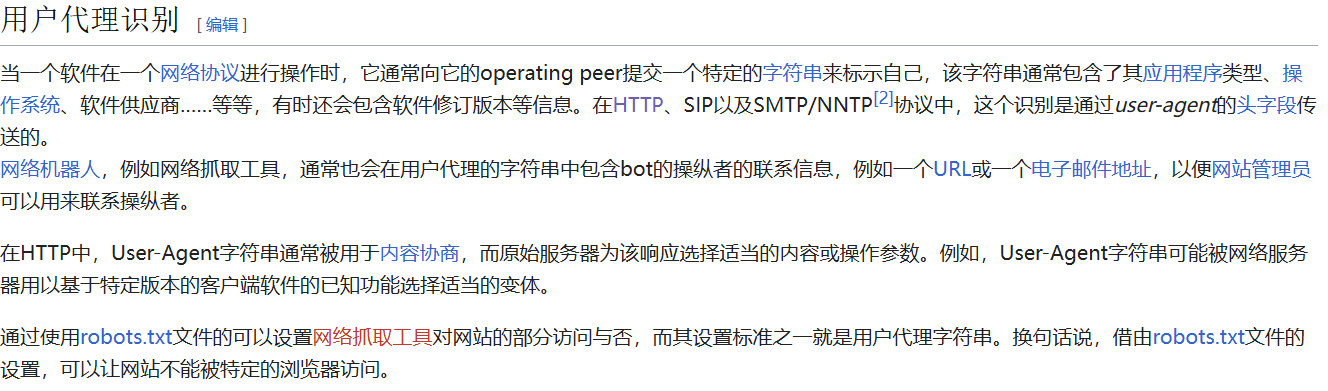 用户代理识别 [编辑]
当一个软件在一个网络协议进行操作时，它通常向它的operating peer提交一个特定的字符串来标示自己，该字符串通常包含了其应用程序类型、操
作系统、软件供应商......等等，有时还会包含软件修订版本等信息。在HTTP、SIP以及SMTP/NNTP[2]协议中，这个识别是通过user-agent的头字段传
送的。
网络机器人，例如网络抓取工具，通常也会在用户代理的字符串中包含bot的操纵者的联系信息，例如一个URL或一个电子邮件地址，以便网站管理员
可以用来联系操纵者。
在HTTP中，User-Agent字符串通常被用于内容协商，而原始服务器为该响应选择适当的内容或操作参数。例如，User-Agent字符串可能被网络服务
器用以基于特定版本的客户端软件的已知功能选择适当的变体。
通过使用robots.txt文件的可以设置网络抓取工具对网站的部分访问与否，而其设置标准之一就是用户代理字符串。换句话说，借由robots.txt文件的
设置，可以让网站不能被特定的浏览器访问。